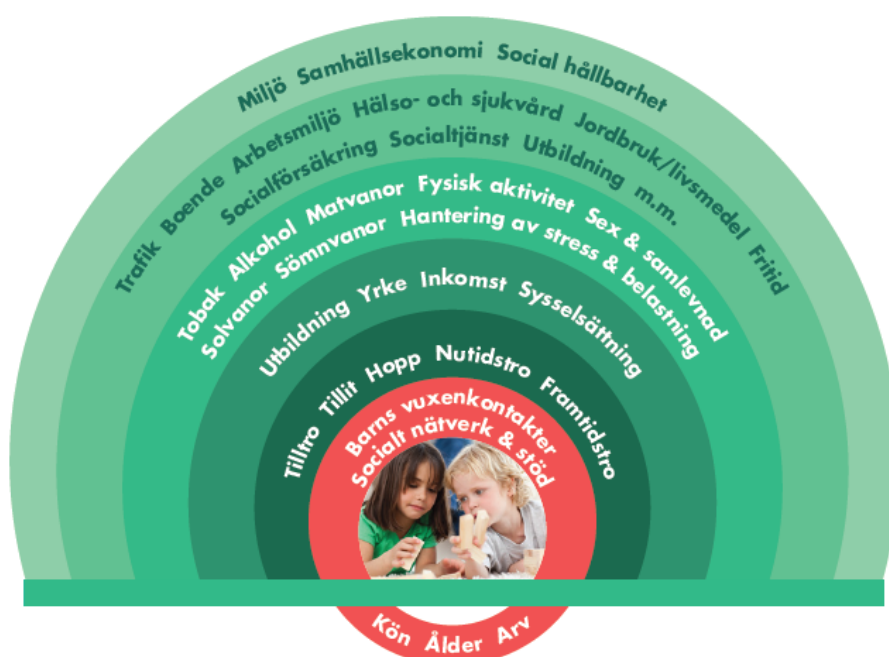 Miljö Samhällsekonomi Social hållbarhet
Trafik Boende Arbetsmiljö Hälso- och sjukvård Jordbruk/livsmedel Fritid
Socialförsäkring Socialtjänst Utbildning m.m.
Tobak Alkohol Matvanor Fysisk aktivitet Sex & samlevnad
Solvanor Sömnvanor Hantering av stress & belastning
Utbildning Yrke Inkomst Sysselsättning
Tilltro Tillit Hopp Nutidstro Framtidstro
Barns vuxenkontakter
Socialt nätverk & stöd
Kön Ålder Arv